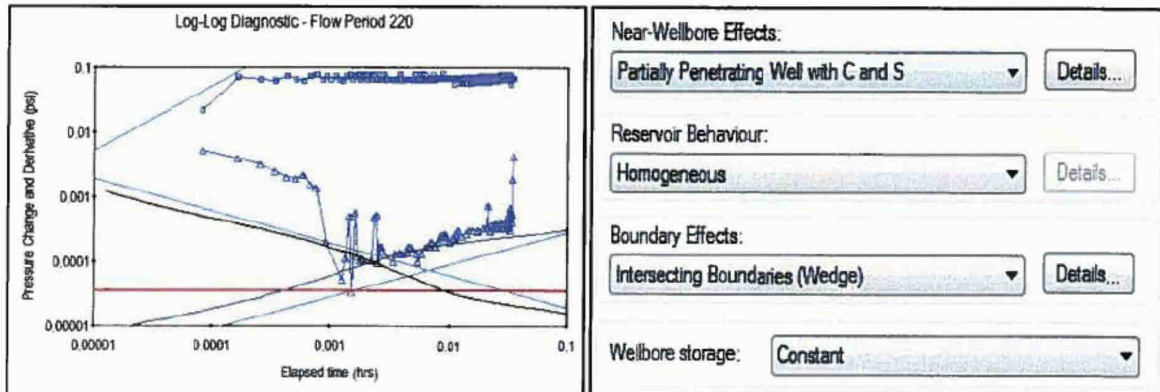 Log-Log Diagnostic - Flow Period 220
Pressure Change and Derivative (psi)
0.1
0.01
0.001
0.0001
0.00001
0.00001
0.0001
0.001
0.01
0.1
Elapsed time (hrs)
Near-Wellbore Effects:
Partially Penetrating Well with C and S
Details...
Reservoir Behaviour:
Homogeneous
Details...
Boundary Effects:
Intersecting Boundaries (Wedge)
Details...
Wellbore storage:
Constant